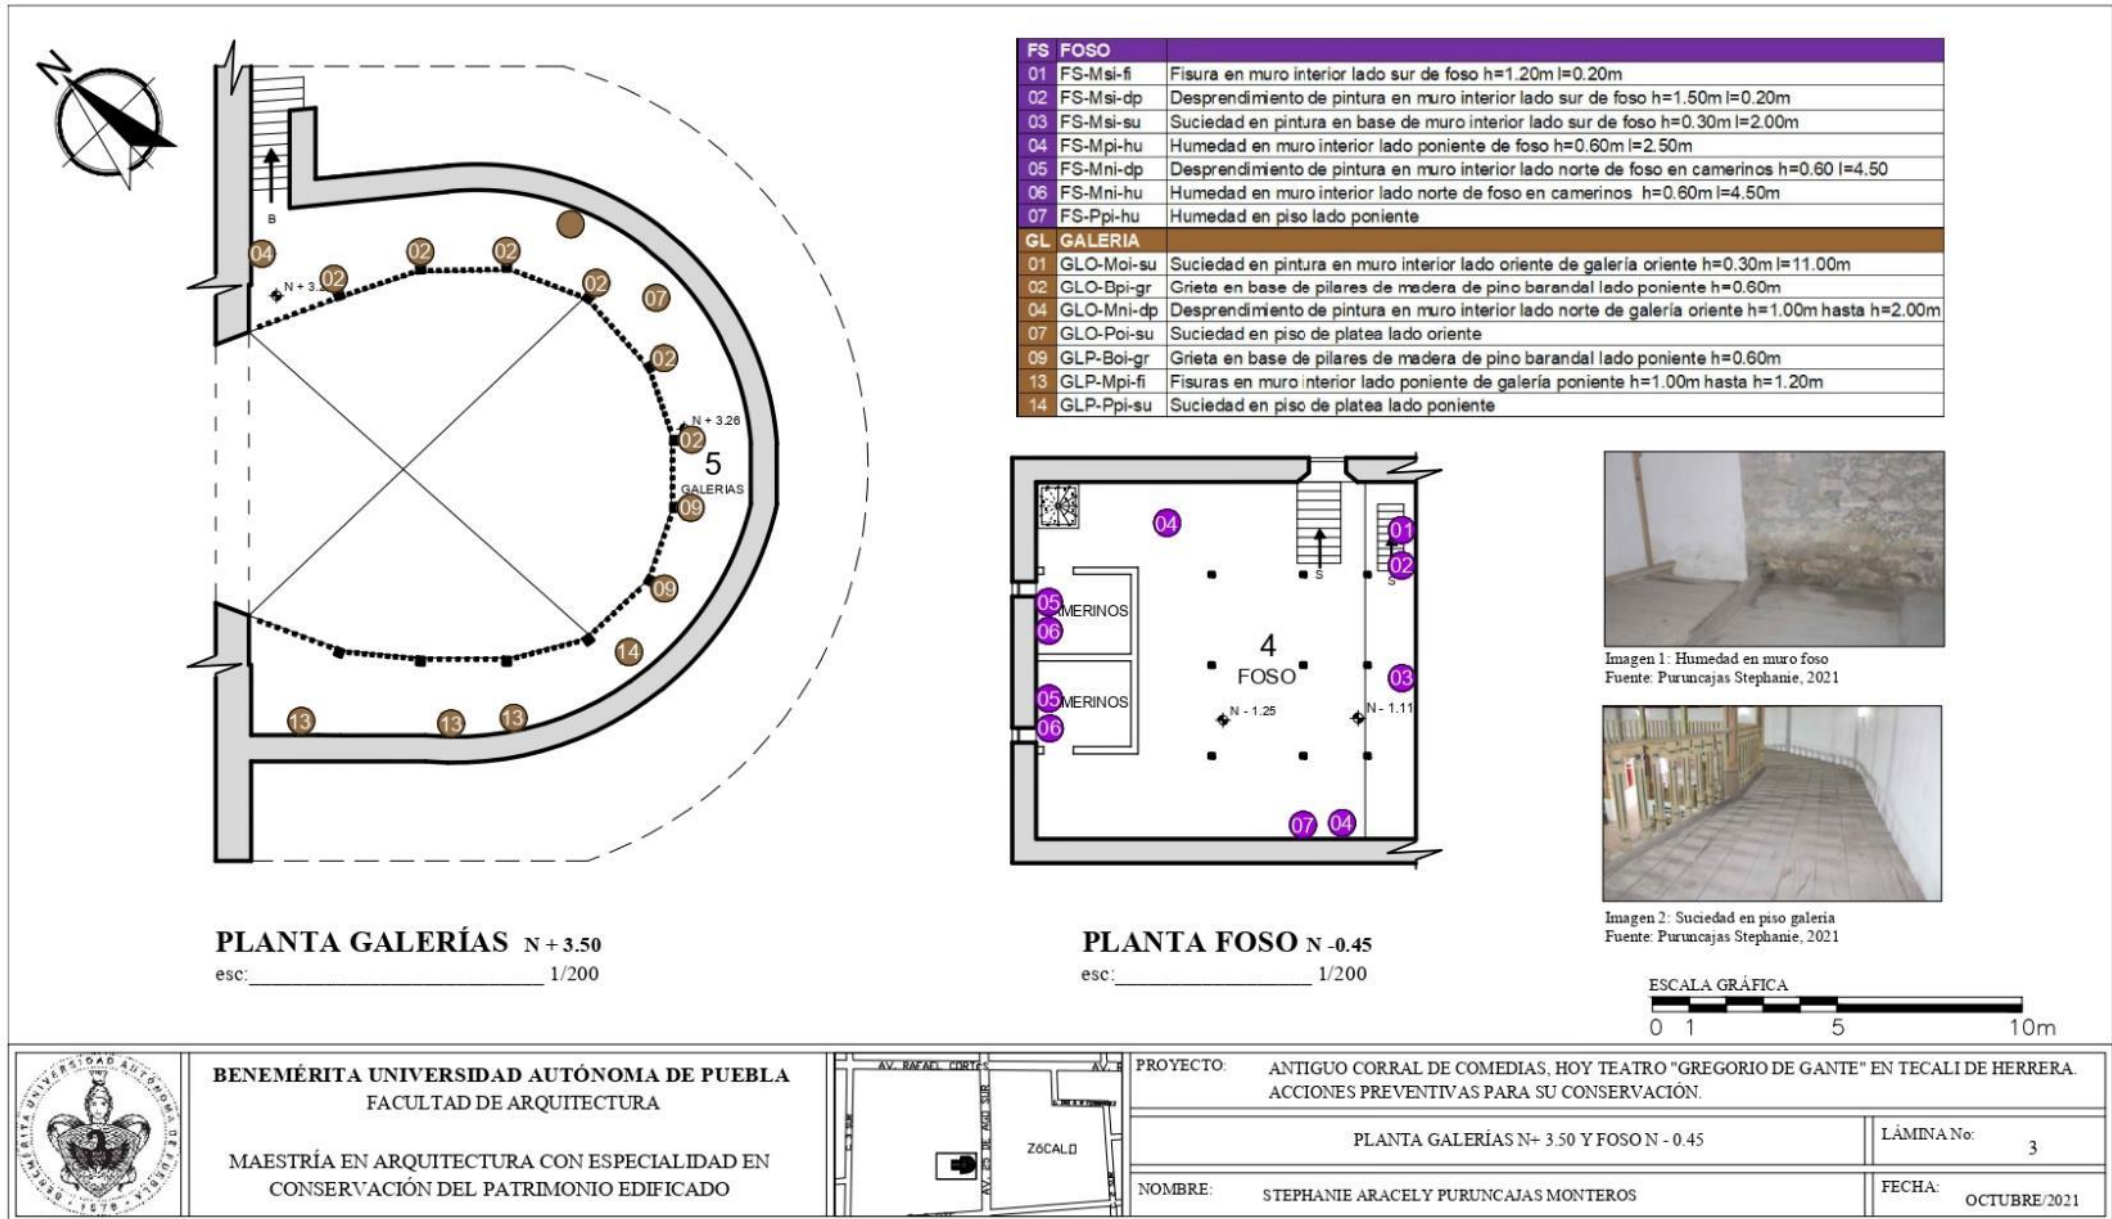 N
B
04
02
02
02
N + 3.
02
07
02
N + 3.26
02
5
GALERIAS
09
09
14
13
13
13
PLANTA GALERÍAS N + 3.50
esc: 1/200
FS FOSO
01 FS-Msi-fi Fisura en muro interior lado sur de foso h=1.20m l=0.20m
02 FS-Msi-dp Desprendimiento de pintura en muro interior lado sur de foso h=1.50m l=0.20m
03 FS-Msi-su Suciedad en pintura en base de muro interior lado sur de foso h=0.30m l=2.00m
04 FS-Mpi-hu Humedad en muro interior lado poniente de foso h=0.60m l=2.50m
05 FS-Mni-dp Desprendimiento de pintura en muro interior lado norte de foso en camerinos h=0.60 l=4.50
06 FS-Mni-hu Humedad en muro interior lado norte de foso en camerinos h=0.60m l=4.50m
07 FS-Ppi-hu Humedad en piso lado poniente
GL GALERIA
01 GLO-Moi-su Suciedad en pintura en muro interior lado oriente de galería oriente h=0.30m l=11.00m
02 GLO-Bpi-gr Grieta en base de pilares de madera de pino barandal lado poniente h=0.60m
04 GLO-Mni-dp Desprendimiento de pintura en muro interior lado norte de galería oriente h=1.00m hasta h=2.00m
07 GLO-Poi-su Suciedad en piso de platea lado oriente
09 GLP-Boi-gr Grieta en base de pilares de madera de pino barandal lado poniente h=0.60m
13 GLP-Mpi-fi Fisuras en muro interior lado poniente de galería poniente h=1.00m hasta h=1.20m
14 GLP-Ppi-su Suciedad en piso de platea lado poniente
04
01
02
S
S
05
MERINOS
06
4
FOSO
03
05
MERINOS
06
N - 1.25
N - 1.11
07
04
PLANTA FOSO N -0.45
esc: 1/200
Imagen 1: Humedad en muro foso
Fuente: Puruncajas Stephanie, 2021
Imagen 2: Suciedad en piso galería
Fuente: Puruncajas Stephanie, 2021
ESCALA GRÁFICA
0 1 5 10m
BENEMÉRITA UNIVERSIDAD AUTÓNOMA DE PUEBLA
FACULTAD DE ARQUITECTURA
MAESTRÍA EN ARQUITECTURA CON ESPECIALIDAD EN
CONSERVACIÓN DEL PATRIMONIO EDIFICADO
AV. RAFAEL CORTES
AV. 25 DE AGO SUR
ZÓCALO
PROYECTO: ANTIGUO CORRAL DE COMEDIAS, HOY TEATRO "GREGORIO DE GANTE" EN TECALI DE HERRERA.
ACCIONES PREVENTIVAS PARA SU CONSERVACIÓN.
PLANTA GALERÍAS N+ 3.50 Y FOSO N - 0.45
LÁMINA No: 3
NOMBRE: STEPHANIE ARACELY PURUNCAJAS MONTEROS
FECHA: OCTUBRE/2021